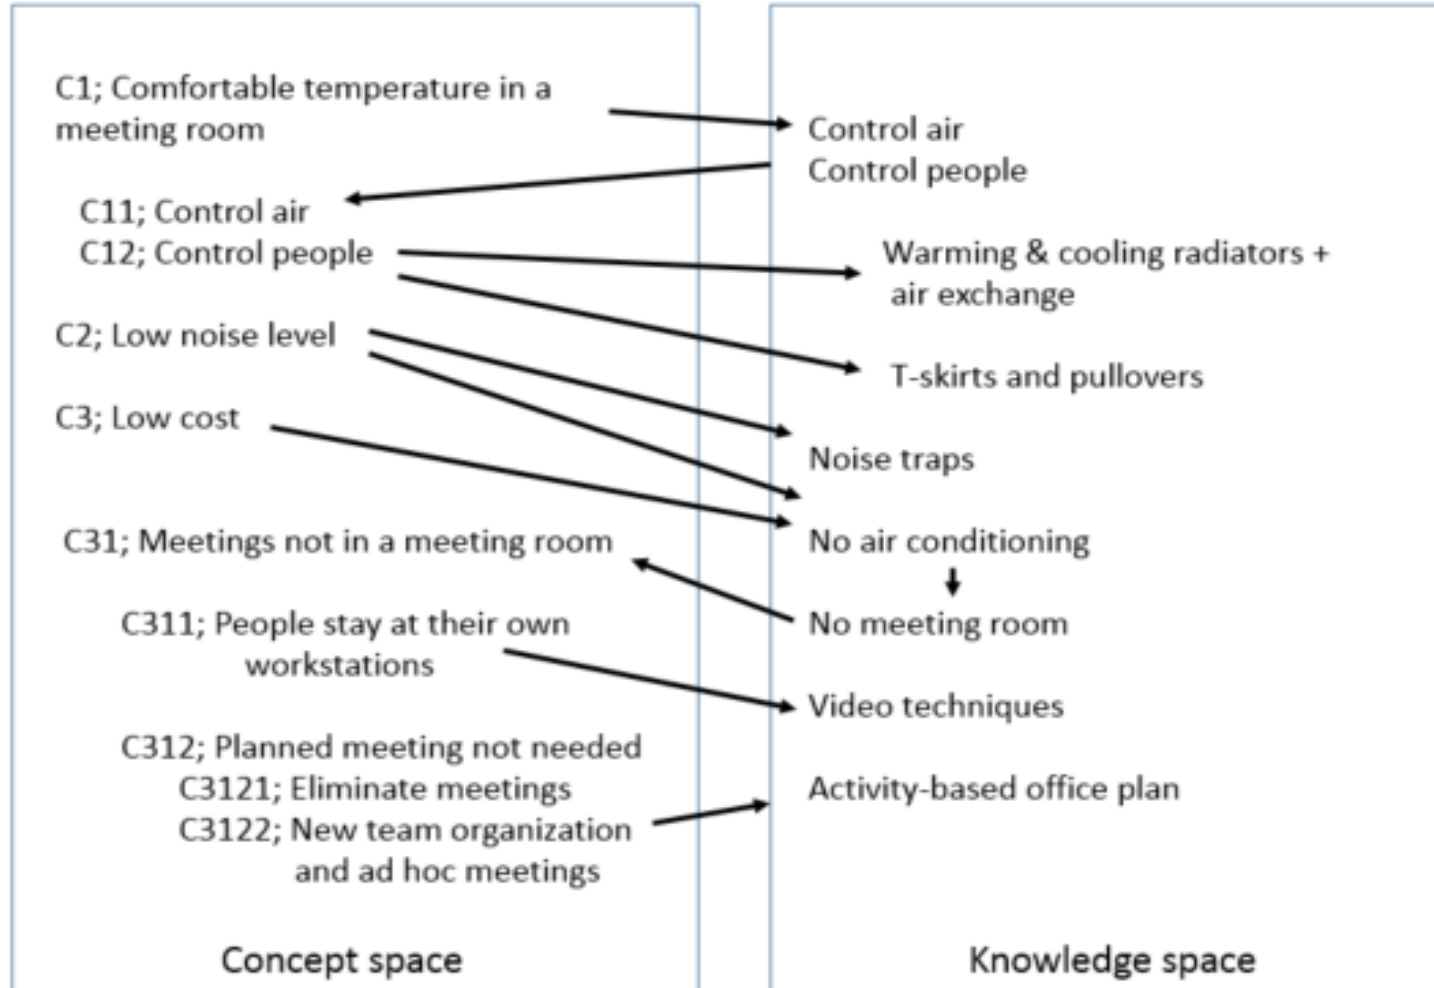 C1; Comfortable temperature in a
meeting room
C11; Control air
C12; Control people
C2; Low noise level
C3; Low cost
C31; Meetings not in a meeting room
C311; People stay at their own
workstations
C312; Planned meeting not needed
C3121; Eliminate meetings
C3122; New team organization
and ad hoc meetings
Concept space
Control air
Control people
Warming & cooling radiators +
air exchange
T-skirts and pullovers
Noise traps
No air conditioning
No meeting room
Video techniques
Activity-based office plan
Knowledge space